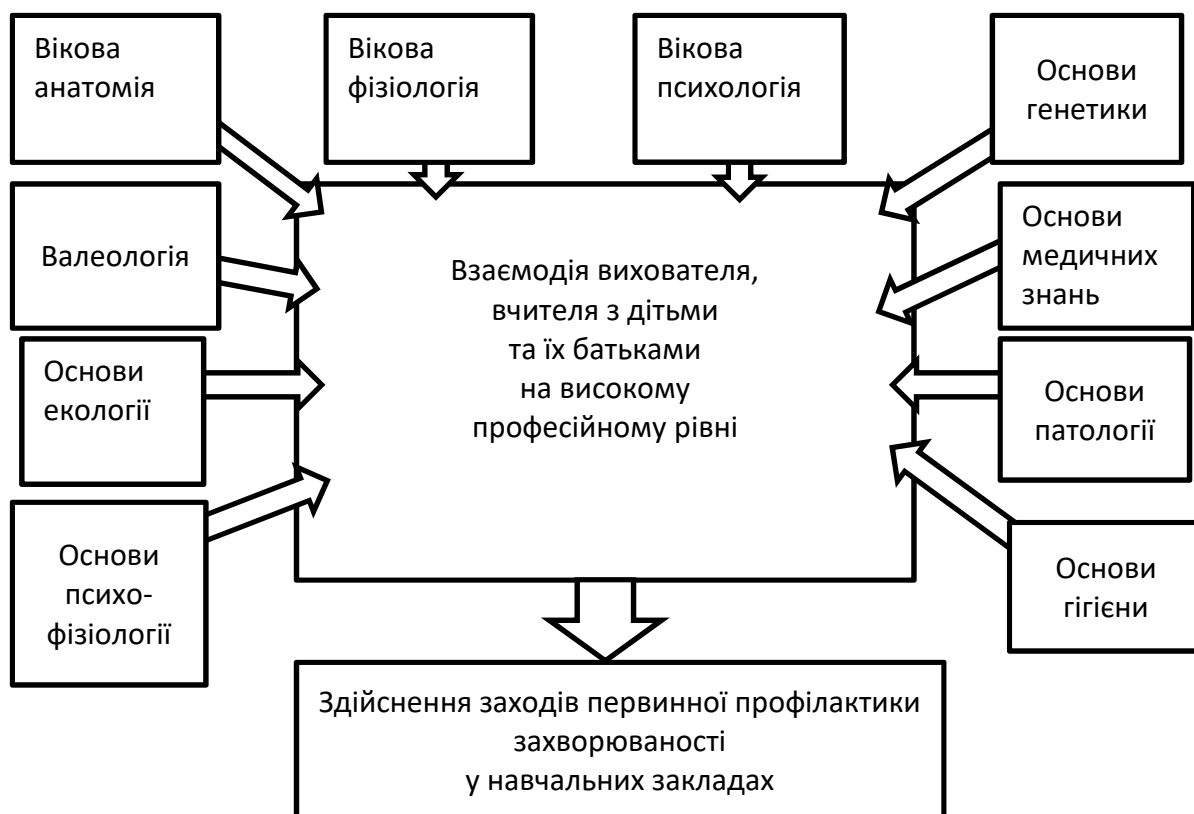 Вікова
анатомія
Вікова
фізіологія
Вікова
психологія
Основи
генетики
Валеологія
Взаємодія вихователя,
вчителя з дітьми
та їх батьками
на високому
професійному рівні
Основи
медичних
знань
Основи
екології
Основи
патології
Основи
психо-
фізіології
Основи
гігієни
Здійснення заходів первинної профілактики
захворюваності
у навчальних закладах